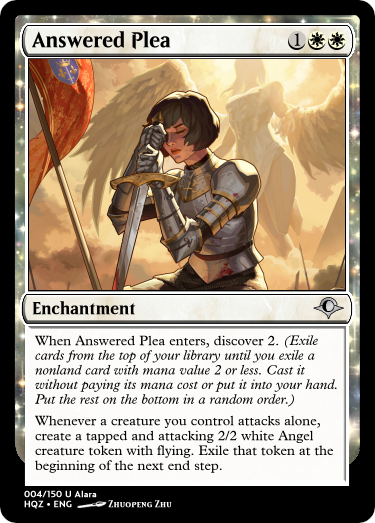 Answered Plea 1
Enchantment
When Answered Plea enters, discover 2. (Exile
cards from the top of your library until you exile a
nonland card with mana value 2 or less. Cast it
without paying its mana cost or put it into your hand.
Put the rest on the bottom in a random order.)
Whenever a creature you control attacks alone,
create a tapped and attacking 2/2 white Angel
creature token with flying. Exile that token at the
beginning of the next end step.
004/150 U Alara
HQZ • ENG Zhuopeng Zhu